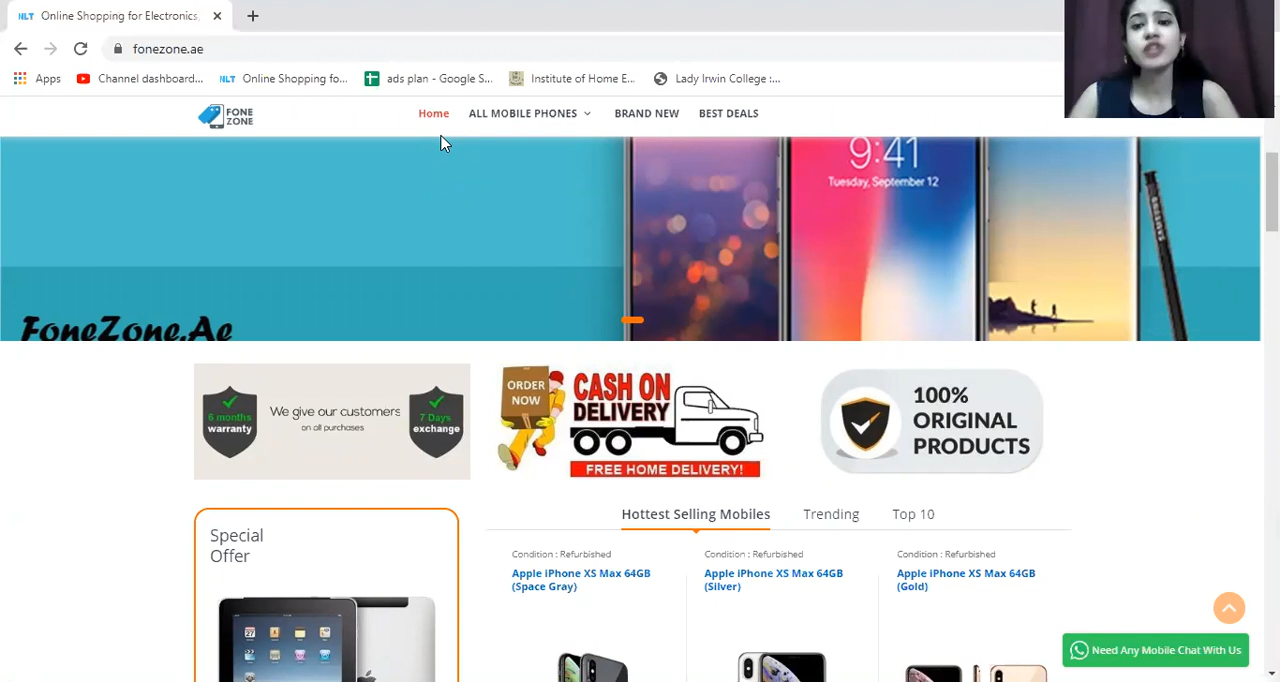 NLT Online Shopping for Electronics
fonezone.ae
Apps
Channel dashboard...
NLT Online Shopping fo...
ads plan - Google S...
Institute of Home E...
Lady Irwin College :...
FONE
ZONE
Home
ALL MOBILE PHONES
BRAND NEW
BEST DEALS
9:41
Tuesday, September 12
FoneZone.Ae
6 months
warranty
We give our customers
on all purchases
7 Days
exchange
ORDER
NOW
CASH ON
DELIVERY
FREE HOME DELIVERY!
100%
ORIGINAL
PRODUCTS
Special
Offer
Hottest Selling Mobiles
Trending
Top 10
Condition : Refurbished
Apple iPhone XS Max 64GB
(Space Gray)
Condition : Refurbished
Apple iPhone XS Max 64GB
(Silver)
Condition : Refurbished
Apple iPhone XS Max 64GB
(Gold)
Need Any Mobile Chat With Us